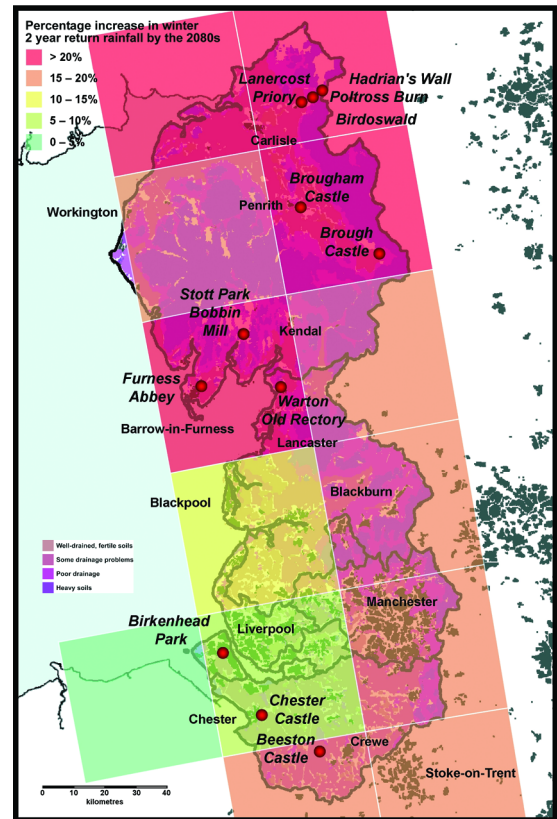 Percentage increase in winter
2 year return rainfall by the 2080s
> 20%
15 – 20%
10 – 15%
5 – 10%
0 – 5%
Lanercost
Priory
Hadrian's Wall
Poltross Burn
Birdoswald
Carlisle
Brougham
Castle
Workington
Penrith
Brough
Castle
Stott Park
Bobbin
Mill
Kendal
Furness
Abbey
Warton
Old Rectory
Barrow-in-Furness
Lancaster
Blackpool
Blackburn
Well-drained, fertile soils
Some drainage problems
Poor drainage
Heavy soils
Manchester
Birkenhead
Park
Liverpool
Chester
Castle
Chester
Beeston
Castle
Crewe
Stoke-on-Trent
0 10 20 30 40
kilometres